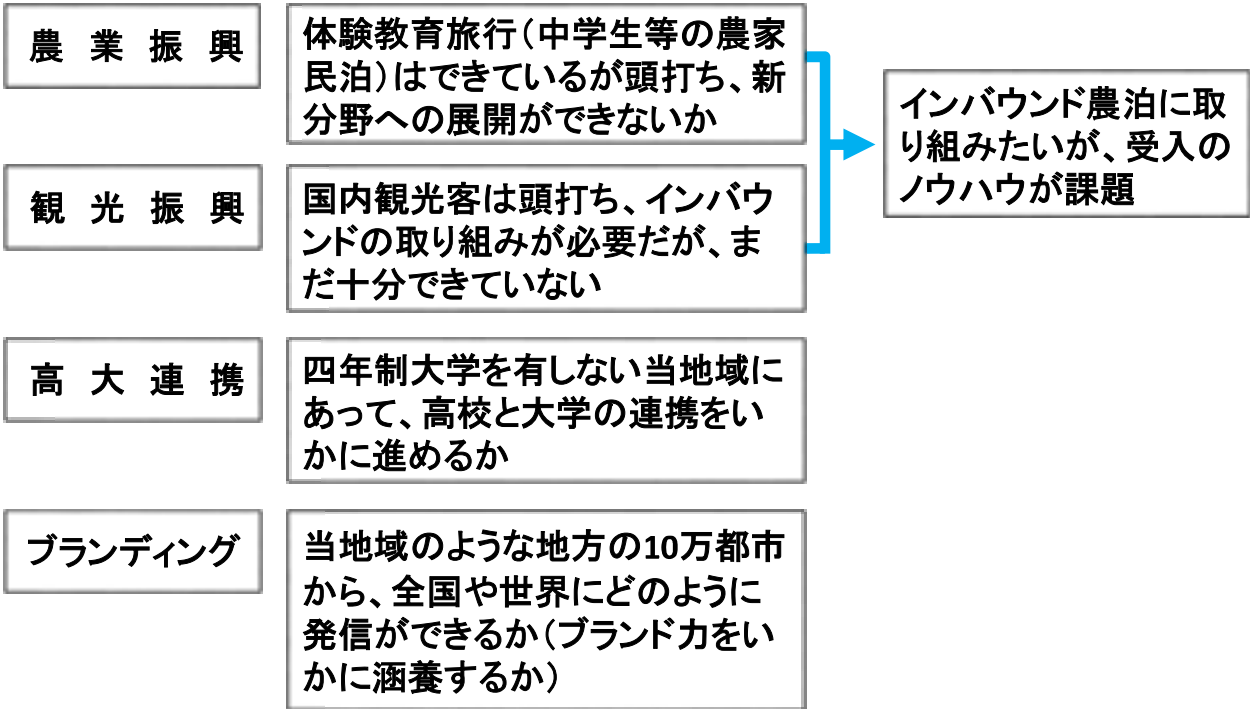 農業振興
体験教育旅行（中学生等の農家
民泊）はできているが頭打ち、新
分野への展開ができないか
インバウンド農泊に取
り組みたいが、受入の
ノウハウが課題
観光振興
国内観光客は頭打ち、インバウ
ンドの取り組みが必要だが、ま
だ十分できていない
高大連携
四年制大学を有しない当地域に
あって、高校と大学の連携をい
かに進めるか
ブランディング
当地域のような地方の10万都市
から、全国や世界にどのように
発信ができるか（ブランド力をい
かに涵養するか）